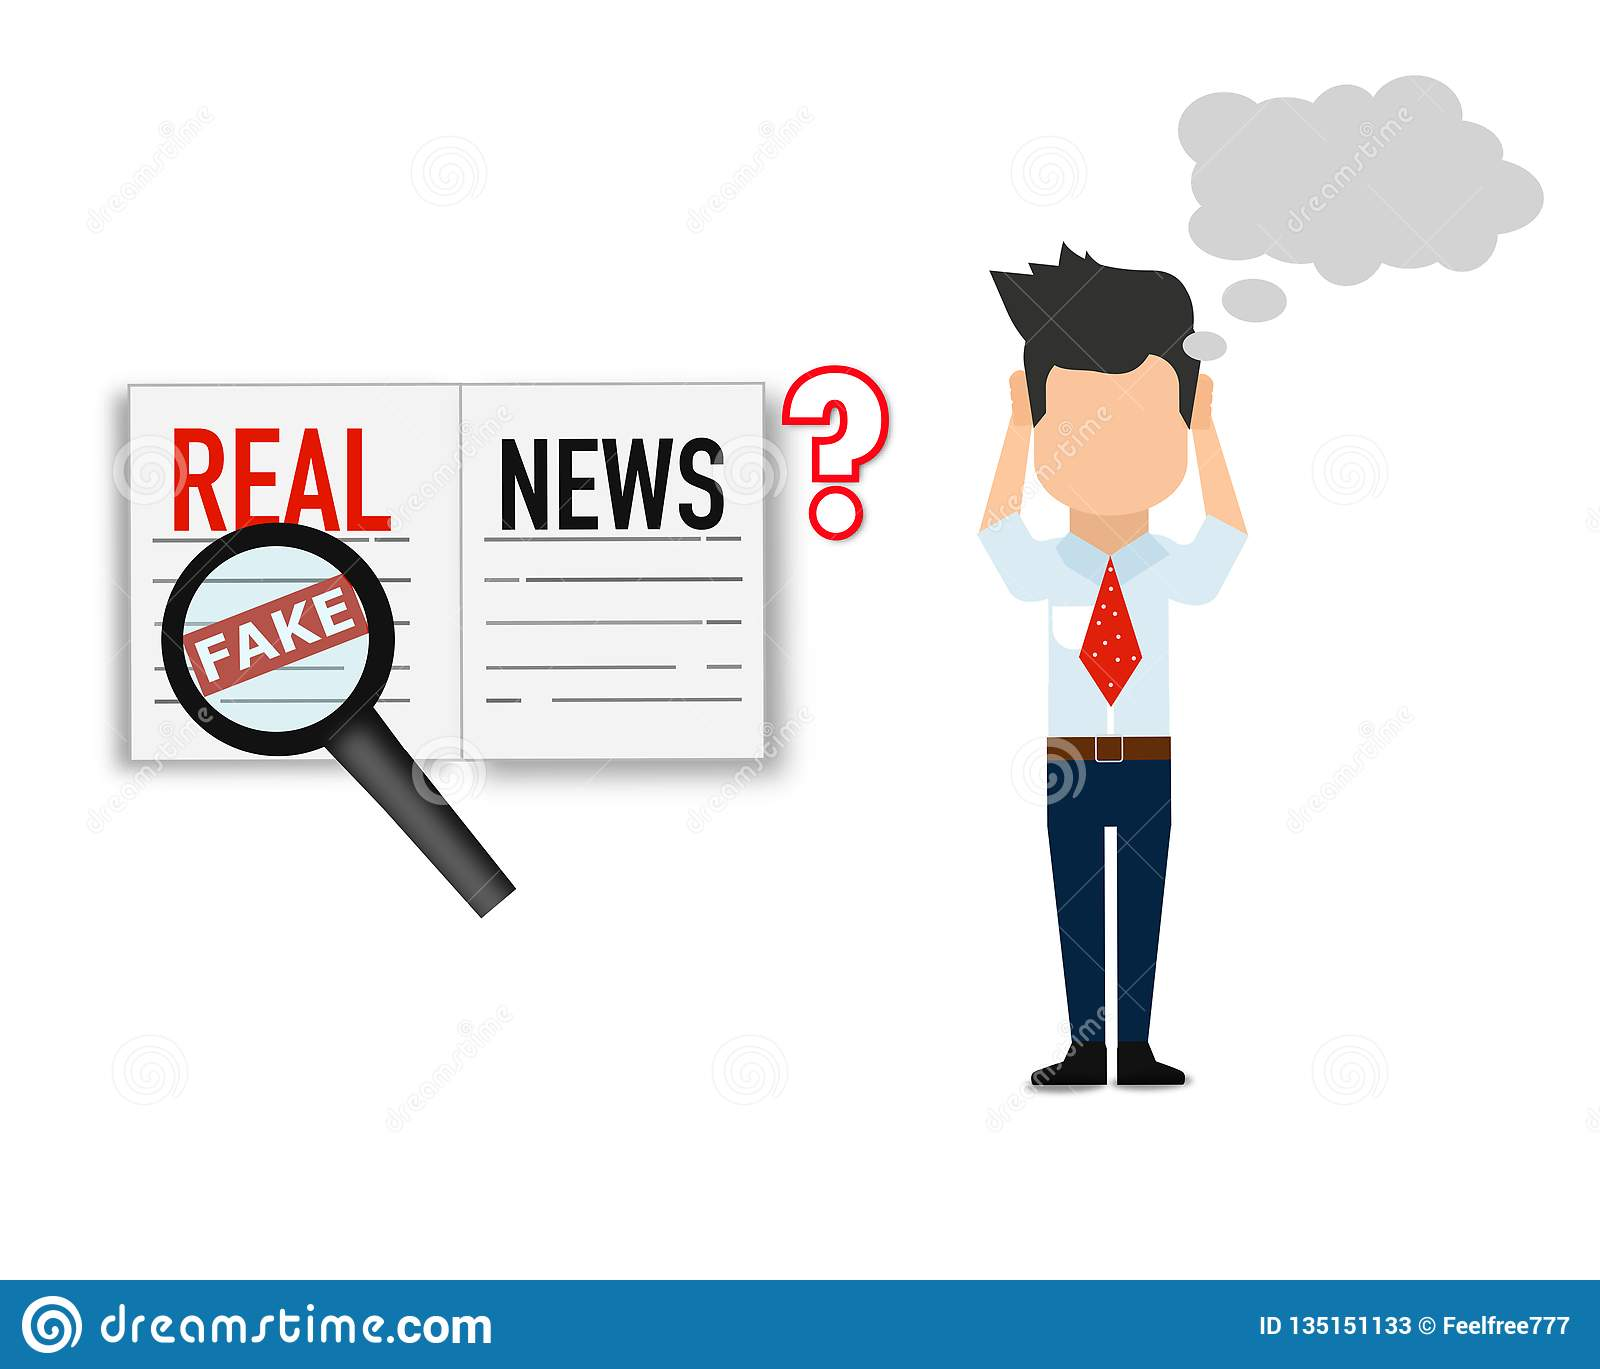 REAL NEWS ?
FAKE
dreamstime.com
ID 135151133 © Feelfree777